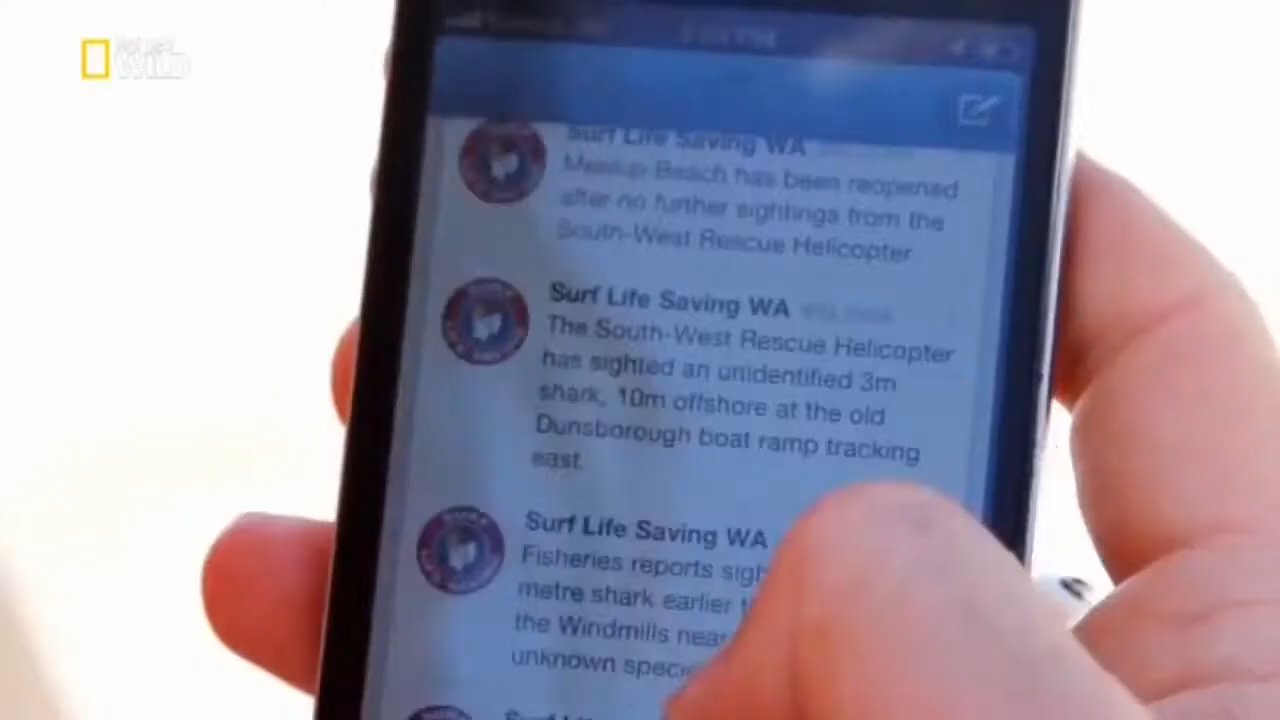 WILD
Surf Life Saving WA
Meelup Beach has been reopened
after no further sightings from the
South-West Rescue Helicopter.
Surf Life Saving WA
The South-West Rescue Helicopter
has sighted an unidentified 3m
shark, 10m offshore at the old
Dunsborough boat ramp tracking
east.
Surf Life Saving WA
Fisheries reports
metre shark earlier
the Windmills
unknown